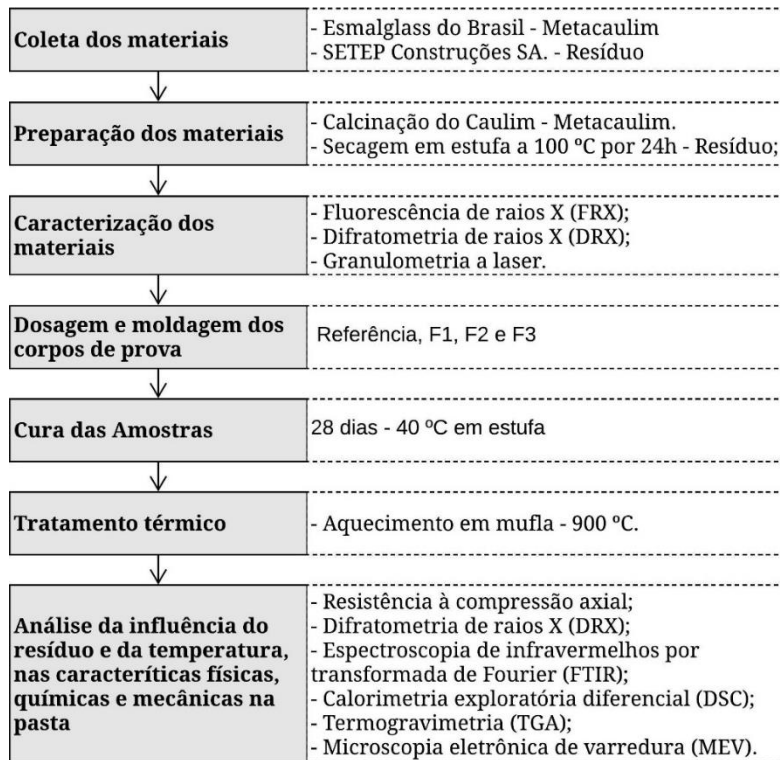 Coleta dos materiais
- Esmalglass do Brasil - Metacaulim
- SETEP Construções SA. - Resíduo
Preparação dos materiais
- Calcinação do Caulim - Metacaulim.
- Secagem em estufa a 100 ºC por 24h - Resíduo;
Caracterização dos
materiais
- Fluorescência de raios X (FRX);
- Difratometria de raios X (DRX);
- Granulometria a laser.
Dosagem e moldagem dos
corpos de prova
Referência, F1, F2 e F3
Cura das Amostras
28 dias - 40 ºC em estufa
Tratamento térmico
- Aquecimento em mufla - 900 ºC.
Análise da influência do
resíduo e da temperatura,
nas caracteríticas físicas,
químicas e mecânicas na
pasta
- Resistência à compressão axial;
- Difratometria de raios X (DRX);
- Espectroscopia de infravermelhos por
transformada de Fourier (FTIR);
- Calorimetria exploratória diferencial (DSC);
- Termogravimetria (TGA);
- Microscopia eletrônica de varredura (MEV).